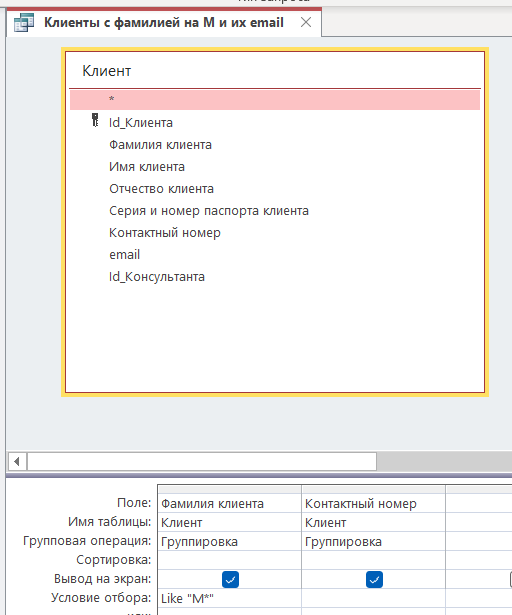 Клиенты с фамилией на М и их email
Клиент
*
Id_Клиента
Фамилия клиента
Имя клиента
Отчество клиента
Серия и номер паспорта клиента
Контактный номер
email
Id_Консультанта
Поле: Фамилия клиента Контактный номер
Имя таблицы: Клиент Клиент
Групповая операция: Группировка Группировка
Сортировка:
Вывод на экран:
Условие отбора: Like "М*"